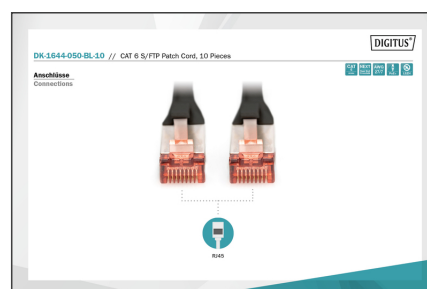 DIGITUS®
DK-1644-050-BL-10 // CAT 6 S/FTP Patch Cord, 10 Pieces
Anschlüsse
Connections
RJ45